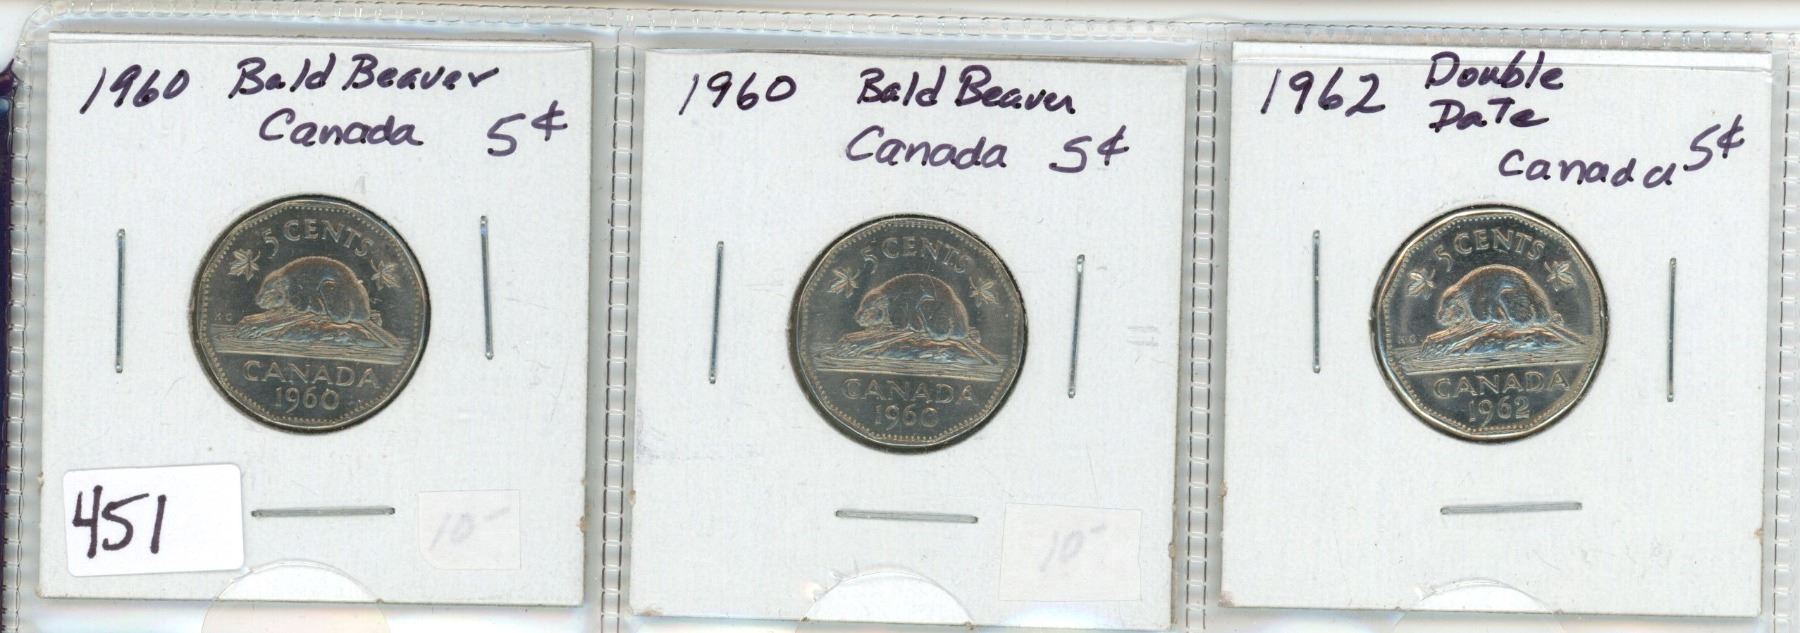 1960 Bald Beaver
Canada 5¢
5 CENTS
K G
CANADA
1960
451
10-
1960 Bald Beaver
Canada 5¢
5 CENTS
CANADA
1960
10-
1962 Double
Date
Canada 5¢
5 CENTS
K G
CANADA
1962